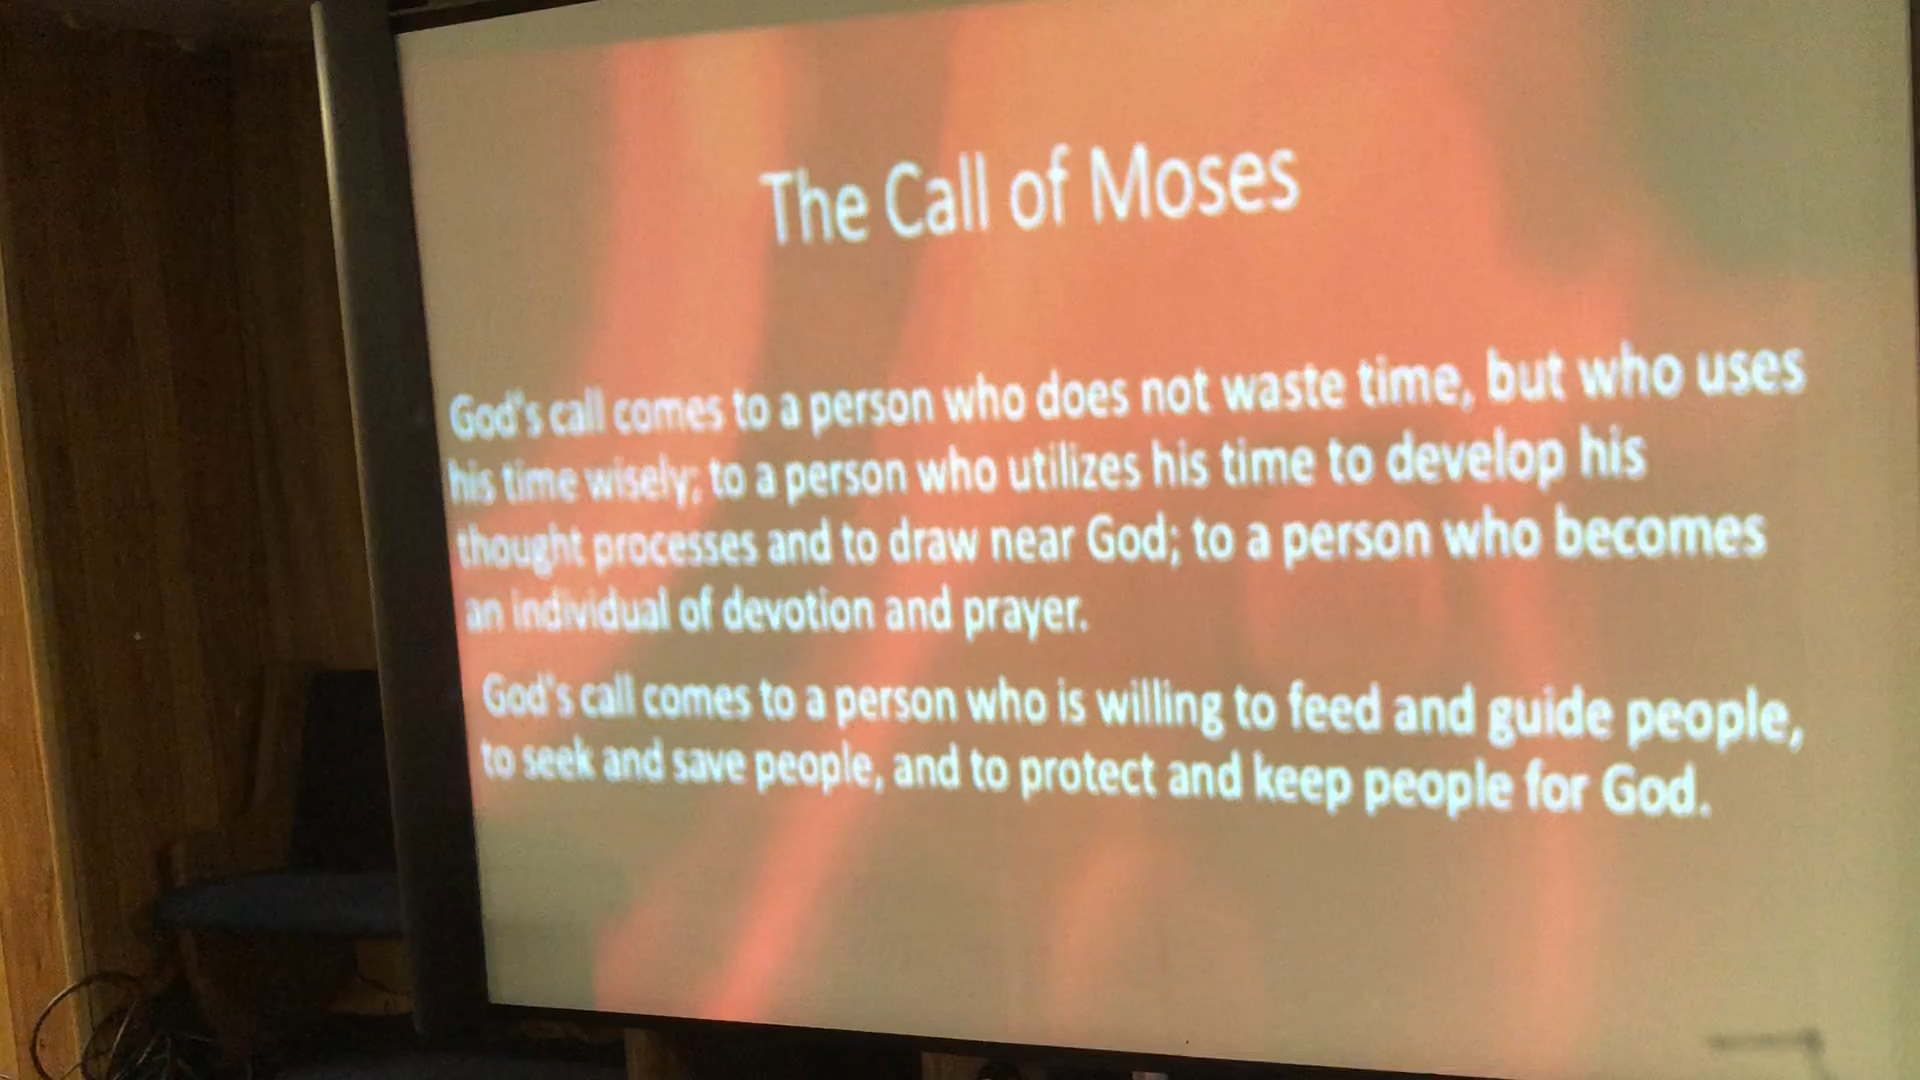 The Call of Moses
God's call comes to a person who does not waste time, but who uses
his time wisely; to a person who utilizes his time to develop his
thought processes and to draw near God; to a person who becomes
an individual of devotion and prayer.
God's call comes to a person who is willing to feed and guide people,
to seek and save people, and to protect and keep people for God.